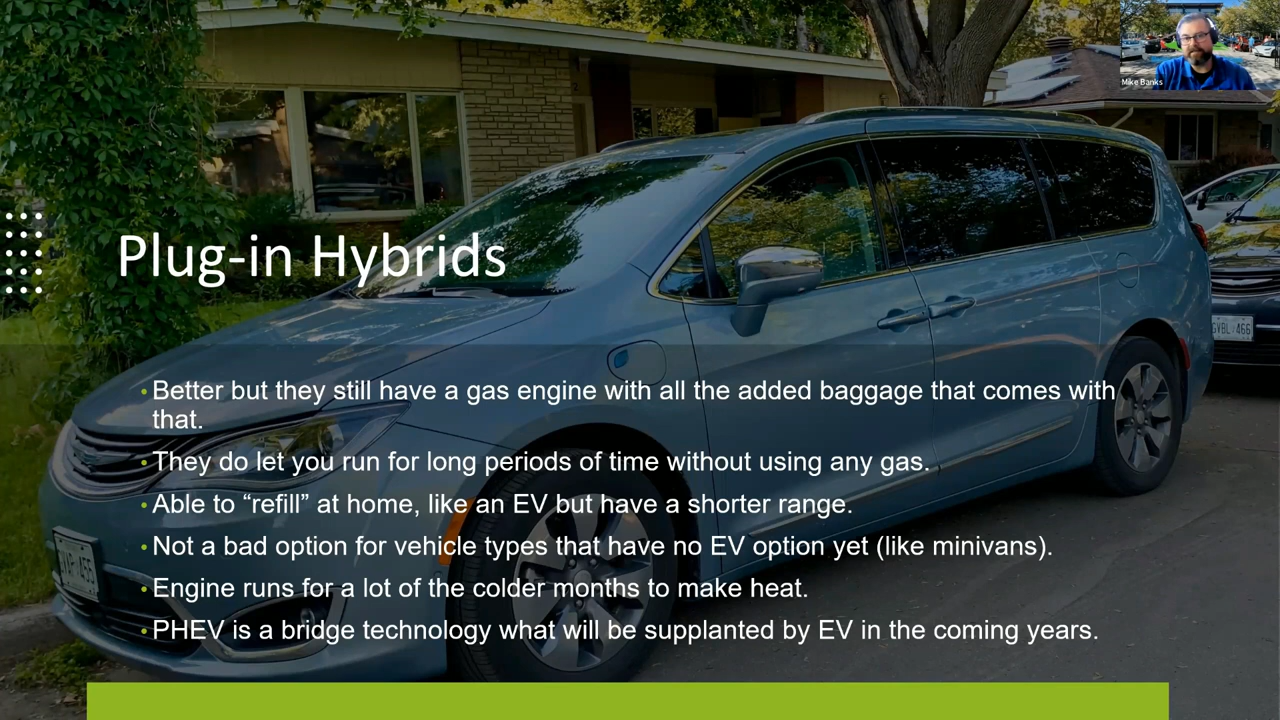 Mike Banks
Plug-in Hybrids
• Better but they still have a gas engine with all the added baggage that comes with
that.
• They do let you run for long periods of time without using any gas.
• Able to “refill” at home, like an EV but have a shorter range.
• Not a bad option for vehicle types that have no EV option yet (like minivans).
• Engine runs for a lot of the colder months to make heat.
• PHEV is a bridge technology what will be supplanted by EV in the coming years.
GVBL 466